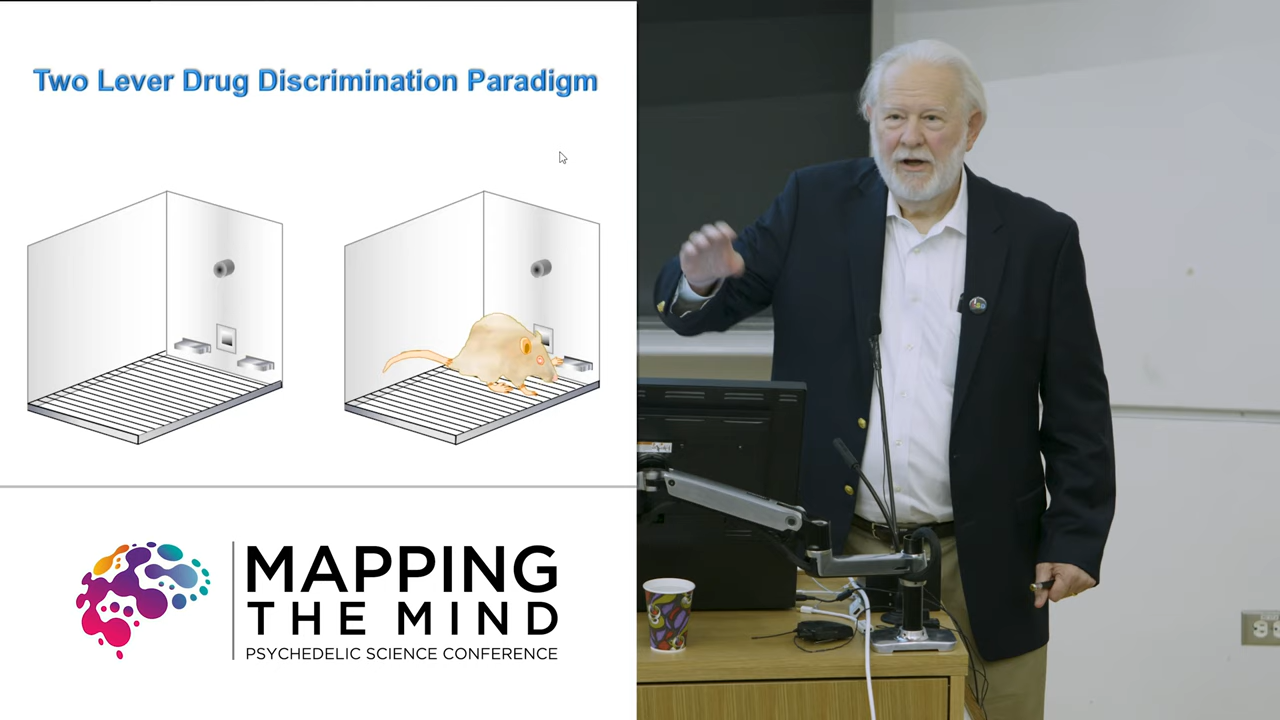 Two Lever Drug Discrimination Paradigm
MAPPING
THE MIND
PSYCHEDELIC SCIENCE CONFERENCE